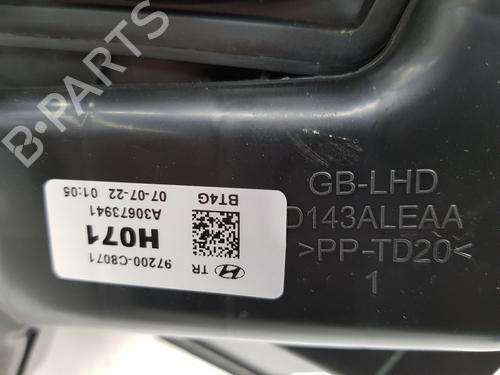 B-PARTS
GB-LHD
D143ALEAA
>PP-TD20<
1
97200-C8071
TR
H071
A30673941
07-07-22 01:05
BT4G